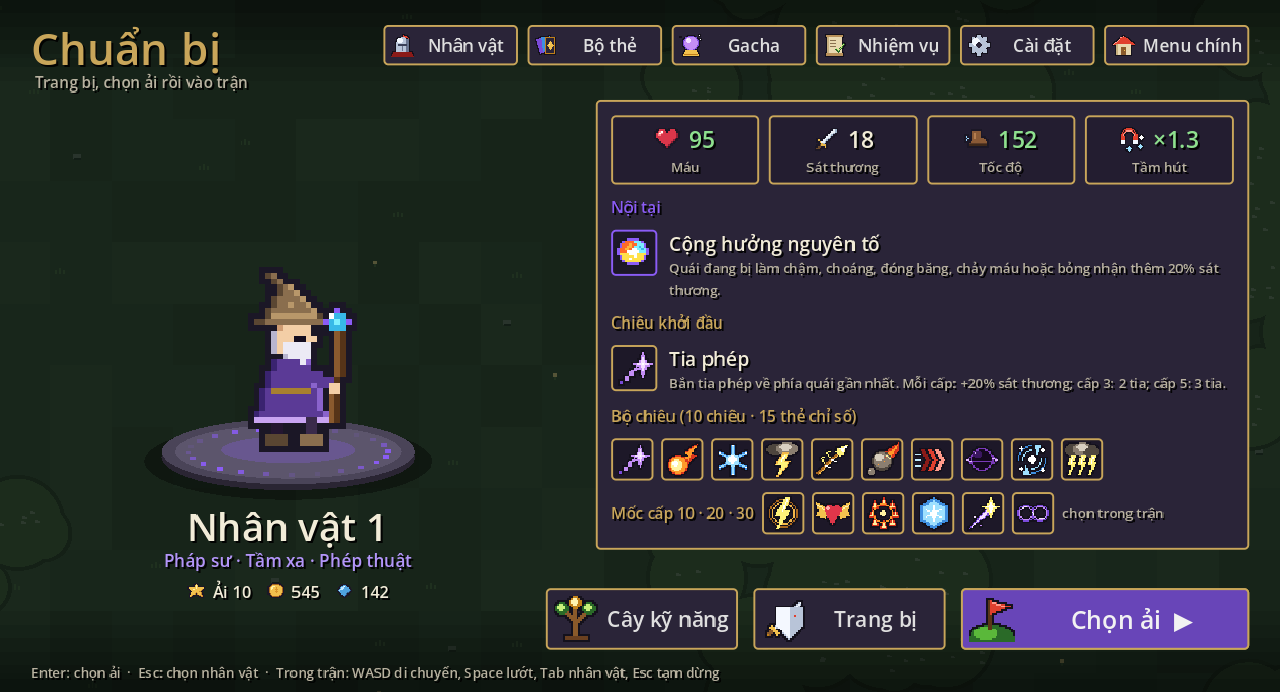 Chuẩn bị
Trang bị, chọn ải rồi vào trận
Nhân vật
Bộ thẻ
Gacha
Nhiệm vụ
Cài đặt
Menu chính
95
Máu
18
Sát thương
152
Tốc độ
×1.3
Tầm hút
Nội tại
Cộng hưởng nguyên tố
Quái đang bị làm chậm, choáng, đóng băng, chảy máu hoặc bỏng nhận thêm 20% sát
thương.
Chiêu khởi đầu
Tia phép
Bắn tia phép về phía quái gần nhất. Mỗi cấp: +20% sát thương; cấp 3: 2 tia; cấp 5: 3 tia.
Bộ chiêu (10 chiêu · 15 thẻ chỉ số)
Mốc cấp 10 · 20 · 30
chọn trong trận
Nhân vật 1
Pháp sư · Tầm xa · Phép thuật
Ải 10 545 142
Cây kỹ năng
Trang bị
Chọn ải ▶
Enter: chọn ải · Esc: chọn nhân vật · Trong trận: WASD di chuyển, Space lướt, Tab nhân vật, Esc tạm dừng